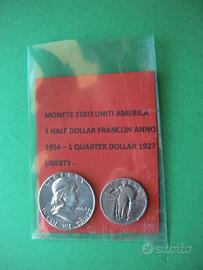 MONETE STATI UNITI AMERICA
1 HALF DOLLAR FRANCLIN ANNO
1954 – 1 QUARTER DOLLAR 1927
LIBERTY -
subito